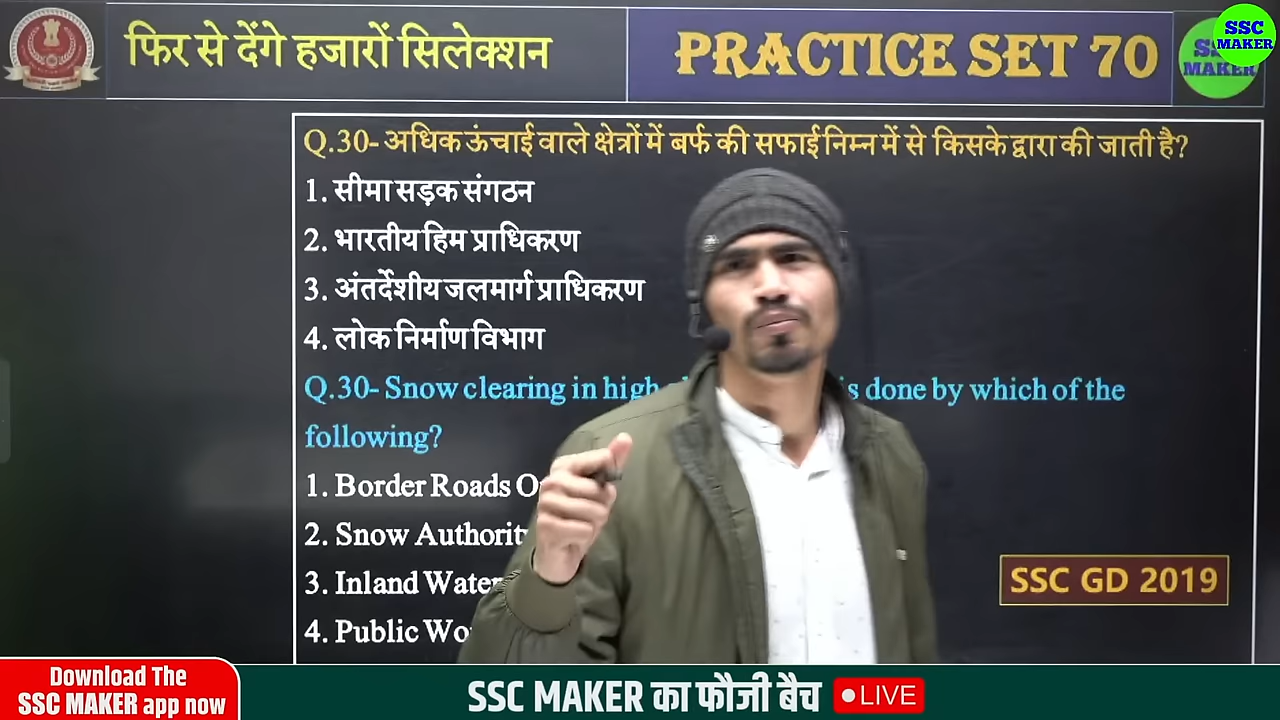 फिर से देंगे हजारों सिलेक्शन
PRACTICE SET 70
SSC
MAKER
MAKER
Q.30- अधिक ऊंचाई वाले क्षेत्रों में बर्फ की सफाई निम्न में से किसके द्वारा की जाती है?
1. सीमा सड़क संगठन
2. भारतीय हिम प्राधिकरण
3. अंतर्देशीय जलमार्ग प्राधिकरण
4. लोक निर्माण विभाग
Q.30- Snow clearing in high is done by which of the
following?
1. Border Roads
2. Snow Authority
3. Inland Water
4. Public
SSC GD 2019
Download The
SSC MAKER app now
SSC MAKER का फौजी बैच
LIVE